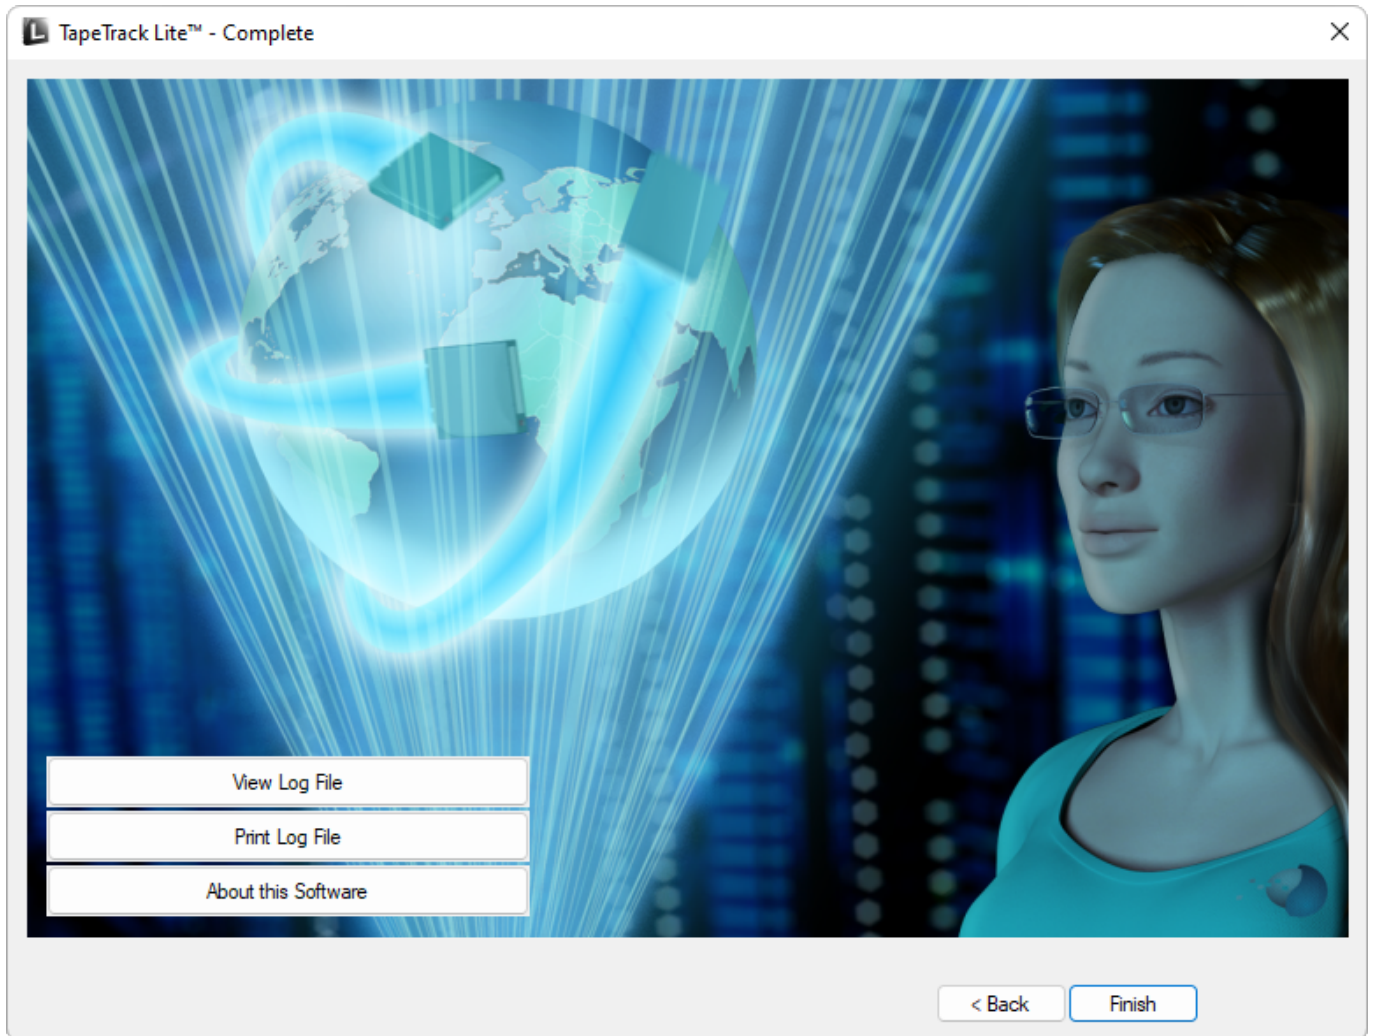 TapeTrack Lite™ - Complete
View Log File
Print Log File
About this Software
< Back
Finish